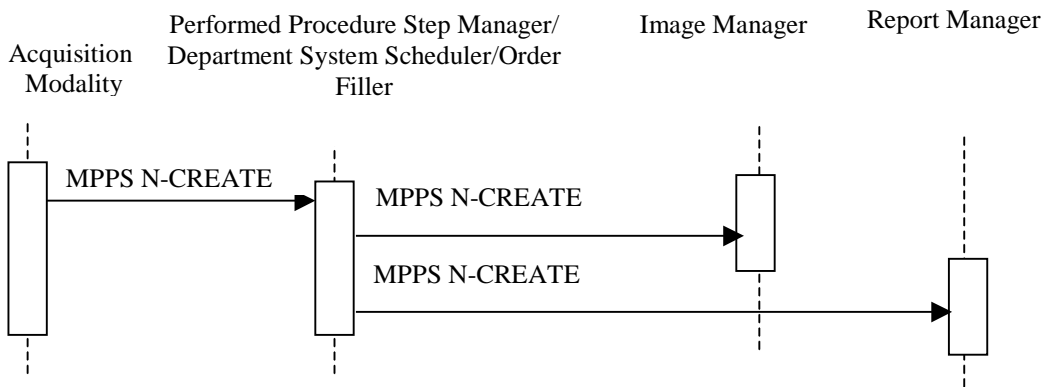 Acquisition
Modality
Performed Procedure Step Manager/
Department System Scheduler/Order
Filler
Image Manager
Report Manager
MPPS N-CREATE
MPPS N-CREATE
MPPS N-CREATE